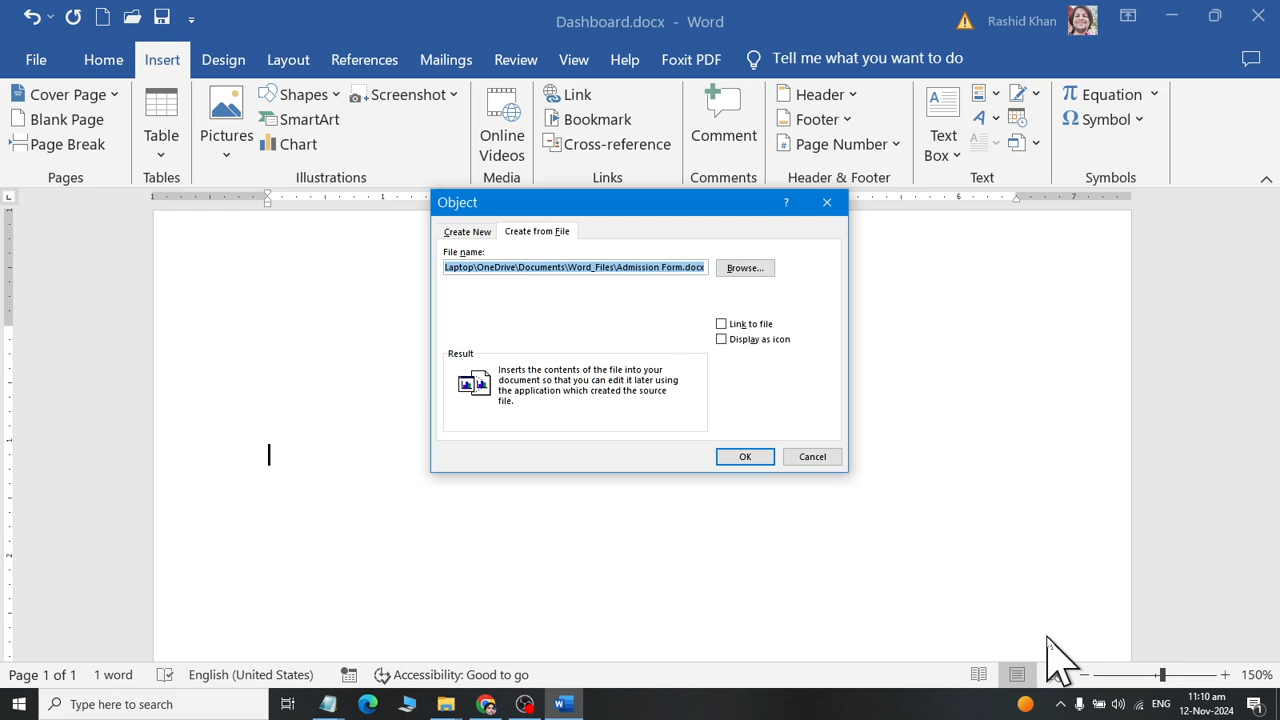 Dashboard.docx - Word
Rashid Khan
File
Home
Insert
Design
Layout
References
Mailings
Review
View
Help
Foxit PDF
Tell me what you want to do
Cover Page
Blank Page
Page Break
Pages
Table
Tables
Pictures
Shapes
SmartArt
Chart
Screenshot
Illustrations
Online
Videos
Media
Link
Bookmark
Cross-reference
Links
Comment
Comments
Header
Footer
Page Number
Header & Footer
Text
Box
Text
Equation
Symbol
Symbols
L
1
1
6
7
Object
?
Create New
Create from File
File name:
Laptop\OneDrive\Documents\Word_Files\Admission Form.docx
Browse...
Link to file
Display as icon
Result
Inserts the contents of the file into your
document so that you can edit it later using
the application which created the source
file.
OK
Cancel
1
1
2
Page 1 of 1
1 word
English (United States)
Accessibility: Good to go
150%
Type here to search
ENG
11:10 am
12-Nov-2024